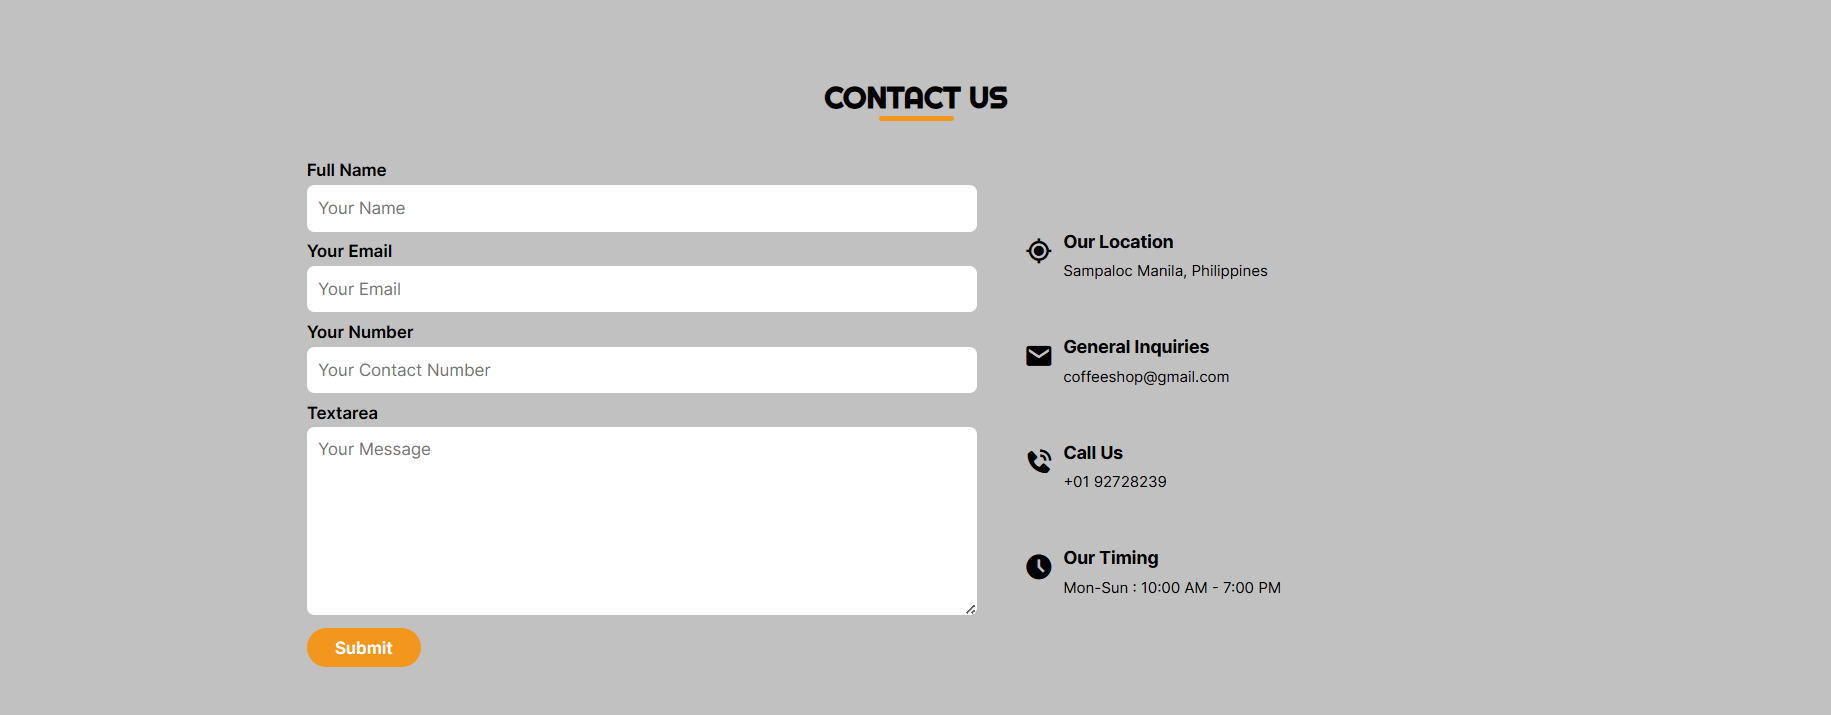 CONTACT US
Full Name
Your Name
Your Email
Your Email
Your Number
Your Contact Number
Textarea
Your Message
Submit
Our Location
Sampaloc Manila, Philippines
General Inquiries
coffeeshop@gmail.com
Call Us
+01 92728239
Our Timing
Mon-Sun : 10:00 AM - 7:00 PM